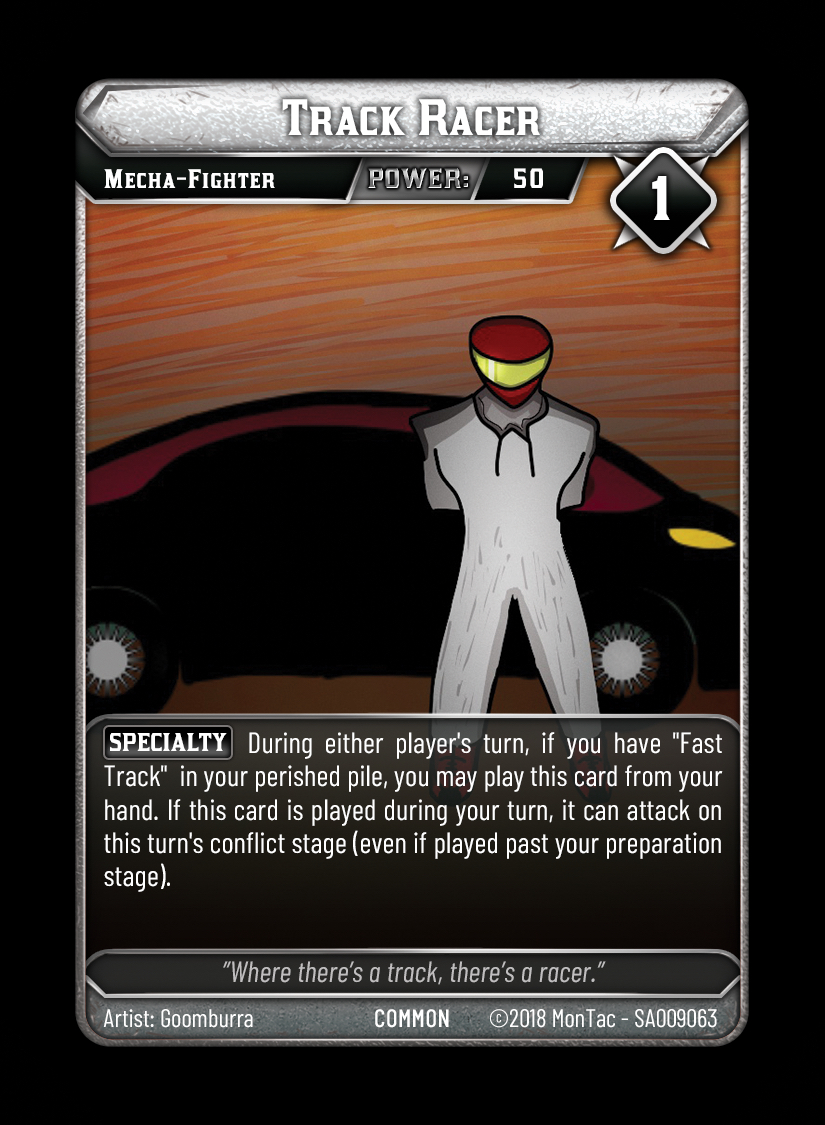 Track Racer
Mecha-Fighter POWER: 50
1
SPECIALTY During either player's turn, if you have "Fast
Track" in your perished pile, you may play this card from your
hand. If this card is played during your turn, it can attack on
this turn's conflict stage (even if played past your preparation
stage).
"Where there's a track, there's a racer."
Artist: Goomburra COMMON ©2018 MonTac - SA009063